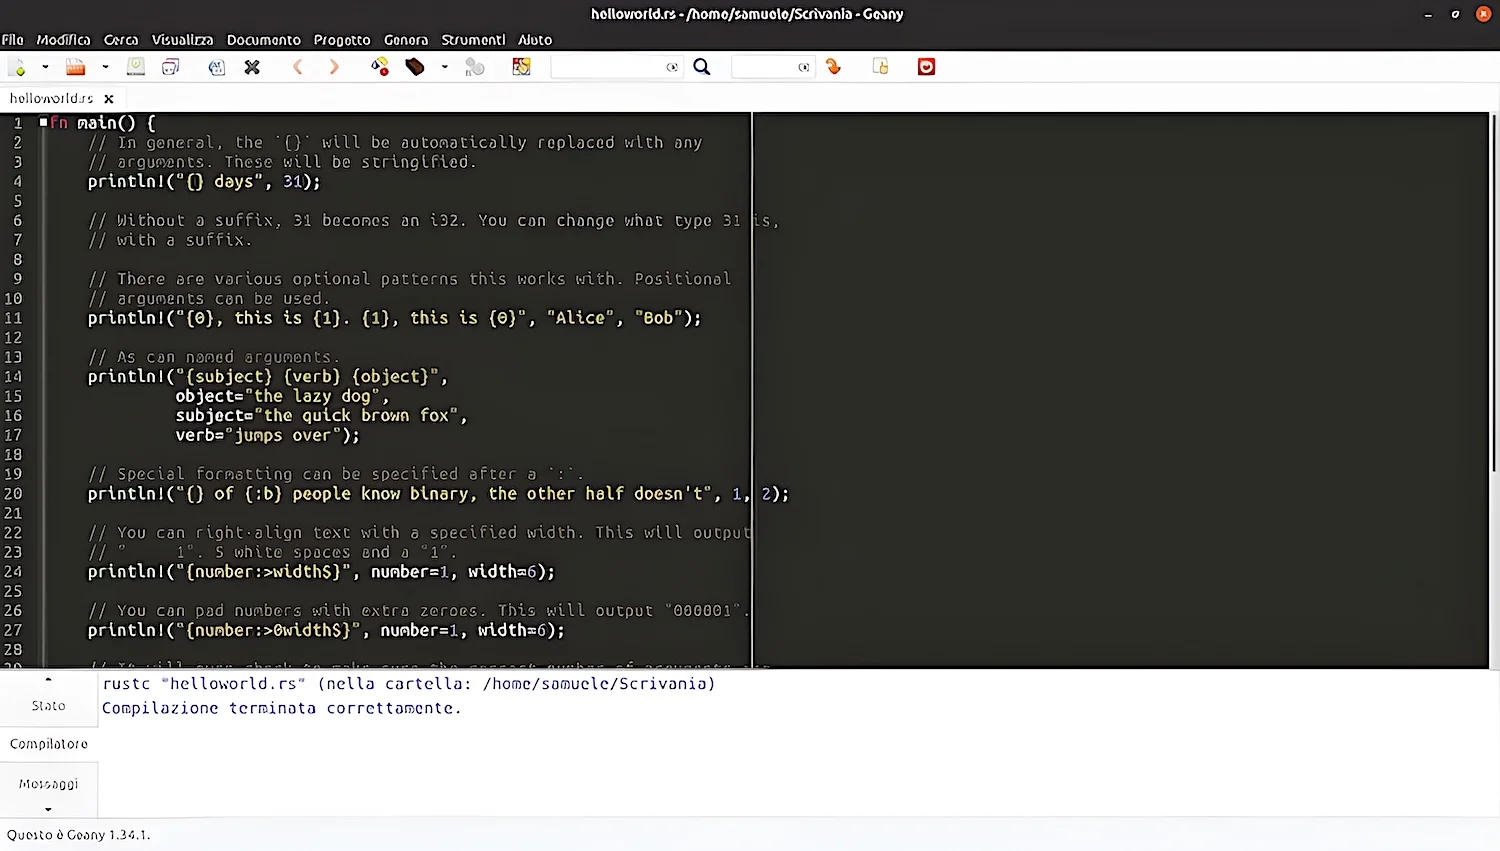 helloworld.rs - /home/samuele/Scrivania - Geany
File Modifica Cerca Visualizza Documento Progetto Genera Strumenti Aiuto
helloworld.rs
1 fn main() {
2 // In general, the `{}` will be automatically replaced with any
3 // arguments. These will be stringified.
4 println!("{} days", 31);
5
6 // Without a suffix, 31 becomes an i32. You can change what type 31 is,
7 // with a suffix.
8
9 // There are various optional patterns this works with. Positional
10 // arguments can be used.
11 println!("{0}, this is {1}. {1}, this is {0}", "Alice", "Bob");
12
13 // As can named arguments.
14 println!("{subject} {verb} {object}",
15 object="the lazy dog",
16 subject="the quick brown fox",
17 verb="jumps over");
18
19 // Special formatting can be specified after a `:`.
20 println!("{} of {:b} people know binary, the other half doesn't", 1, 2);
21
22 // You can right-align text with a specified width. This will output
23 // "     1". 5 white spaces and a "1".
24 println!("{number:>width$}", number=1, width=6);
25
26 // You can pad numbers with extra zeroes. This will output "000001".
27 println!("{number:>0width$}", number=1, width=6);
28
Stato
Compilatore
Messaggi
rustc "helloworld.rs" (nella cartella: /home/samuele/Scrivania)
Compilazione terminata correttamente.
Questo è Geany 1.34.1.